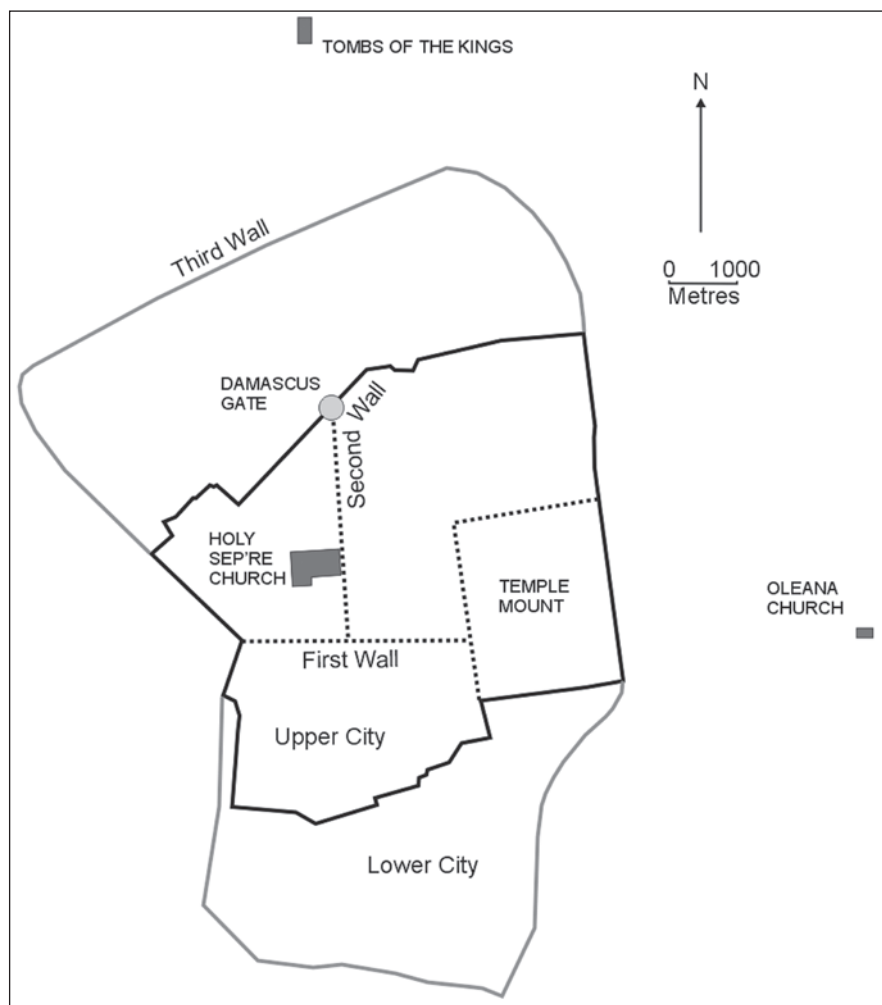 TOMBS OF THE KINGS
N
0 1000
Metres
Third Wall
DAMASCUS
GATE
Second Wall
HOLY
SEP'RE
CHURCH
TEMPLE
MOUNT
OLEANA
CHURCH
First Wall
Upper City
Lower City